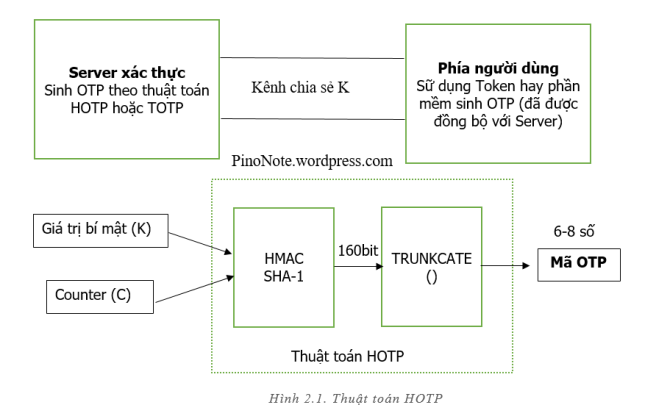 Server xác thực
Sinh OTP theo thuật toán
HOTP hoặc TOTP
Kênh chia sẻ K
Phía người dùng
Sữ dụng Token hay phần
mềm sinh OTP (đã được
đồng bộ với Server)
PinoNote.wordpress.com
Giá trị bí mật (K)
Counter (C)
HMAC
SHA-1
160bit
TRUNKCATE
()
6-8 số
Mã OTP
Thuật toán HOTP
Hình 2.1. Thuật toán HOTP